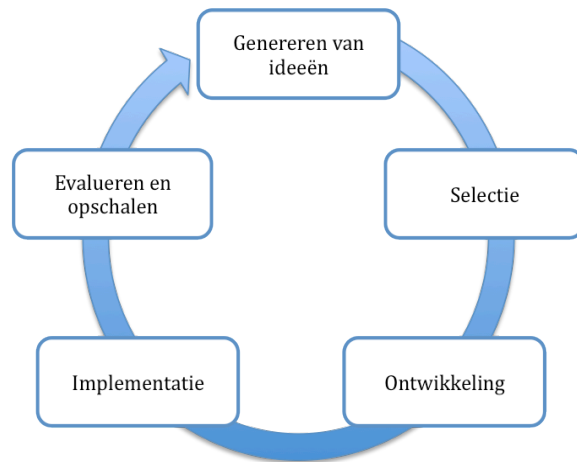 Genereren van
ideeën
Selectie
Ontwikkeling
Implementatie
Evalueren en
opschalen